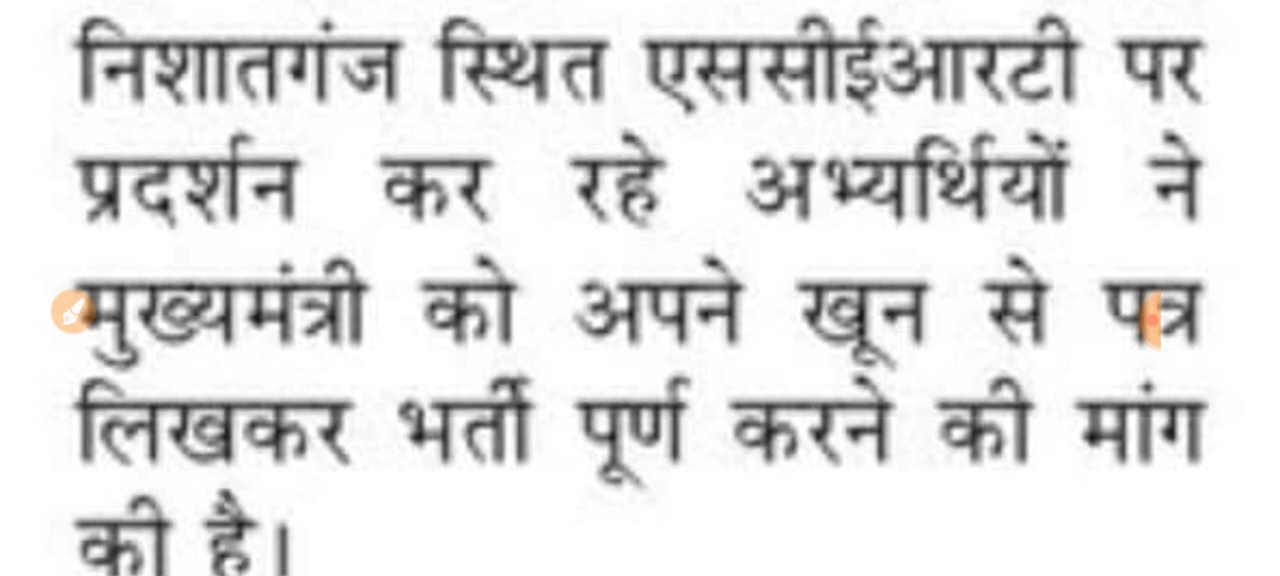 निशातगंज स्थित एससीईआरटी पर
प्रदर्शन कर रहे अभ्यर्थियों ने
मुख्यमंत्री को अपने खून से पत्र
लिखकर भर्ती पूर्ण करने की मांग
की है।